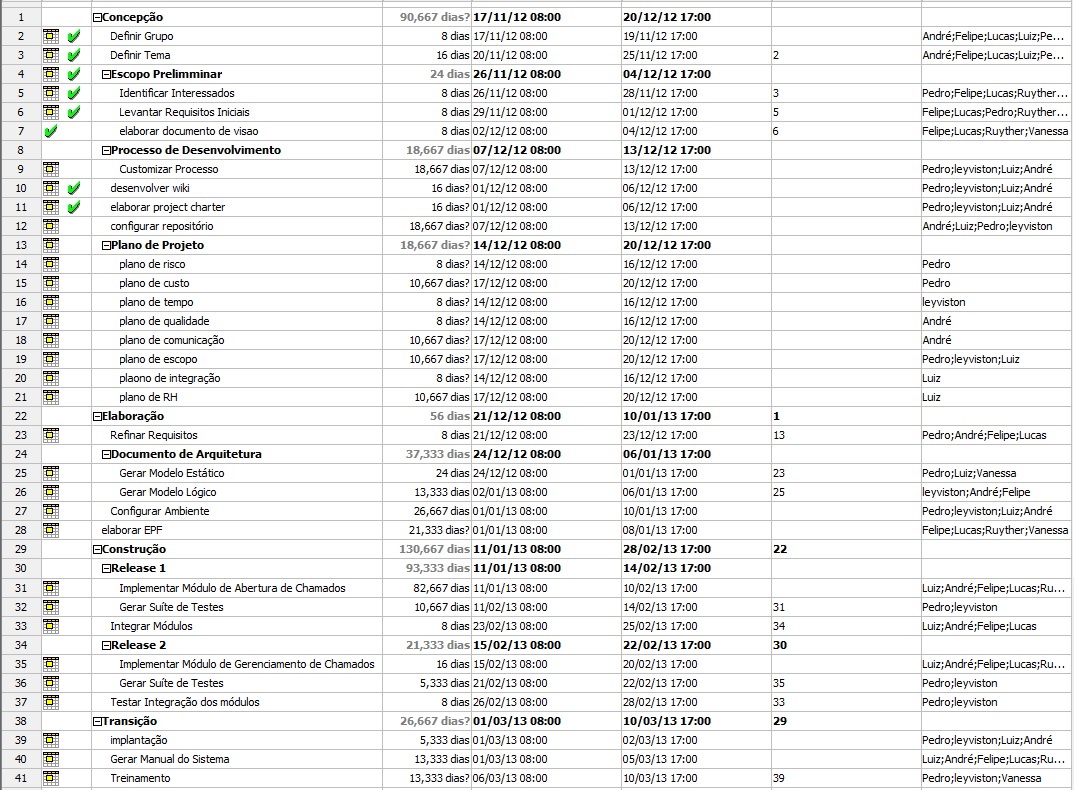 1 Concepção 90,667 dias? 17/11/12 08:00 20/12/12 17:00
2 Definir Grupo 8 dias 17/11/12 08:00 19/11/12 17:00 André;Felipe;Lucas;Luiz;Pe...
3 Definir Tema 16 dias 20/11/12 08:00 25/11/12 17:00 2 André;Felipe;Lucas;Luiz;Pe...
4 Escopo Prelimminar 24 dias 26/11/12 08:00 04/12/12 17:00
5 Identificar Interessados 8 dias 26/11/12 08:00 28/11/12 17:00 3 Pedro;Felipe;Lucas;Ruyther...
6 Levantar Requisitos Iniciais 8 dias 29/11/12 08:00 01/12/12 17:00 5 Felipe;Lucas;Pedro;Ruyther...
7 elaborar documento de visao 8 dias 02/12/12 08:00 04/12/12 17:00 6 Felipe;Lucas;Ruyther;Vanessa
8 Processo de Desenvolvimento 18,667 dias 07/12/12 08:00 13/12/12 17:00
9 Customizar Processo 18,667 dias 07/12/12 08:00 13/12/12 17:00 Pedro;leyviston;Luiz;André
10 desenvolver wiki 16 dias? 01/12/12 08:00 06/12/12 17:00 Pedro;leyviston;Luiz;André
11 elaborar project charter 16 dias? 01/12/12 08:00 06/12/12 17:00 Pedro;leyviston;Luiz;André
12 configurar repositório 18,667 dias? 07/12/12 08:00 13/12/12 17:00 André;Luiz;Pedro;leyviston
13 Plano de Projeto 18,667 dias? 14/12/12 08:00 20/12/12 17:00
14 plano de risco 8 dias? 14/12/12 08:00 16/12/12 17:00 Pedro
15 plano de custo 10,667 dias? 17/12/12 08:00 20/12/12 17:00 Pedro
16 plano de tempo 8 dias? 14/12/12 08:00 16/12/12 17:00 leyviston
17 plano de qualidade 8 dias? 14/12/12 08:00 16/12/12 17:00 André
18 plano de comunicação 10,667 dias? 17/12/12 08:00 20/12/12 17:00 André
19 plano de escopo 10,667 dias? 17/12/12 08:00 20/12/12 17:00 Pedro;leyviston;Luiz
20 plaono de integração 8 dias? 14/12/12 08:00 16/12/12 17:00 Luiz
21 plano de RH 10,667 dias? 17/12/12 08:00 20/12/12 17:00 Luiz
22 Elaboração 56 dias 21/12/12 08:00 10/01/13 17:00 1
23 Refinar Requisitos 8 dias 21/12/12 08:00 23/12/12 17:00 13 Pedro;André;Felipe;Lucas
24 Documento de Arquitetura 37,333 dias 24/12/12 08:00 06/01/13 17:00
25 Gerar Modelo Estático 24 dias 24/12/12 08:00 01/01/13 17:00 23 Pedro;Luiz;Vanessa
26 Gerar Modelo Lógico 13,333 dias 02/01/13 08:00 06/01/13 17:00 25 leyviston;André;Felipe
27 Configurar Ambiente 26,667 dias 01/01/13 08:00 10/01/13 17:00 Pedro;leyviston;Luiz;André
28 elaborar EPF 21,333 dias? 01/01/13 08:00 08/01/13 17:00 Felipe;Lucas;Ruyther;Vanessa
29 Construção 130,667 dias 11/01/13 08:00 28/02/13 17:00 22
30 Release 1 93,333 dias 11/01/13 08:00 14/02/13 17:00
31 Implementar Módulo de Abertura de Chamados 82,667 dias 11/01/13 08:00 10/02/13 17:00 Luiz;André;Felipe;Lucas;Ru...
32 Gerar Suíte de Testes 10,667 dias 11/02/13 08:00 14/02/13 17:00 31 Pedro;leyviston
33 Integrar Módulos 8 dias 23/02/13 08:00 25/02/13 17:00 34 Luiz;André;Felipe;Lucas
34 Release 2 21,333 dias 15/02/13 08:00 22/02/13 17:00 30
35 Implementar Módulo de Gerenciamento de Chamados 16 dias 15/02/13 08:00 20/02/13 17:00 Luiz;André;Felipe;Lucas;Ru...
36 Gerar Suíte de Testes 5,333 dias 21/02/13 08:00 22/02/13 17:00 35 Pedro;leyviston
37 Testar Integração dos módulos 8 dias 26/02/13 08:00 28/02/13 17:00 33 Pedro;leyviston
38 Transição 26,667 dias? 01/03/13 08:00 10/03/13 17:00 29
39 implantação 5,333 dias 01/03/13 08:00 02/03/13 17:00 Pedro;leyviston;Luiz;André
40 Gerar Manual do Sistema 13,333 dias 01/03/13 08:00 05/03/13 17:00 Luiz;André;Felipe;Lucas;Ru...
41 Treinamento 13,333 dias? 06/03/13 08:00 10/03/13 17:00 39 Pedro;leyviston;Vanessa